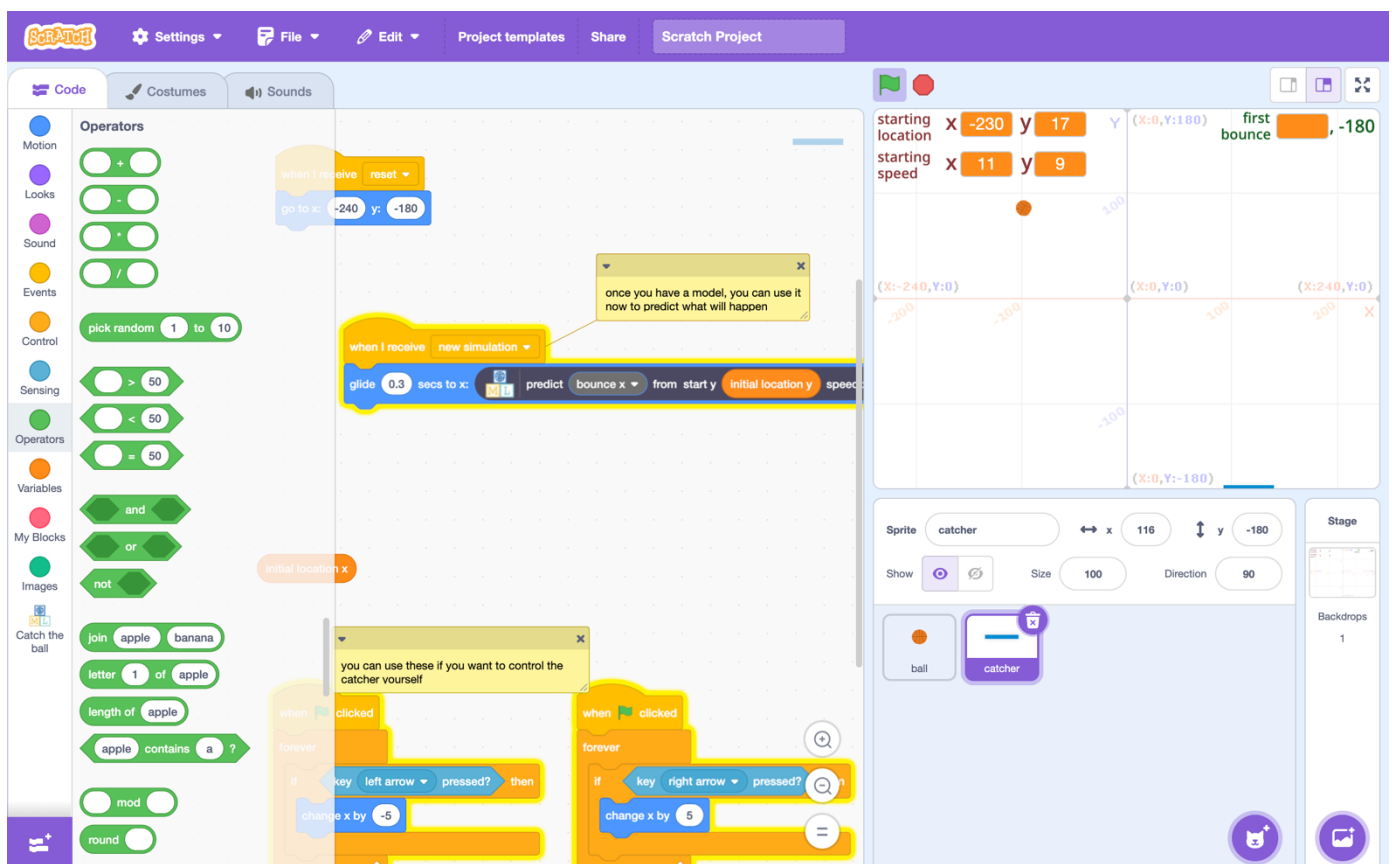 SCRATCH Settings File Edit Project templates Share Scratch Project
Code Costumes Sounds
Motion
Looks
Sound
Events
Control
Sensing
Operators
Variables
My Blocks
Images
ML
Catch the
ball
Operators
+
-
*
/
pick random 1 to 10
> 50
< 50
= 50
and
or
not
join apple banana
letter 1 of apple
length of apple
apple contains a ?
mod
round
when I receive reset
go to x: -240 y: -180
once you have a model, you can use it
now to predict what will happen
when I receive new simulation
glide 0.3 secs to x: ML predict bounce x from start y initial location y speed
initial location x
you can use these if you want to control the
catcher yourself
when clicked
forever
if key left arrow pressed? then
change x by -5
when clicked
forever
if key right arrow pressed?
change x by 5
=
starting
location x -230 y 17
starting
speed x 11 y 9
Y (X:0,Y:180)
first
bounce , -180
100
(X:-240,Y:0) (X:0,Y:0) (X:240,Y:0)
-200 -100 100 200 X
-100
(X:0,Y:-180)
Sprite catcher x 116 y -180
Show Size 100 Direction 90
ball
catcher
Stage
Backdrops
1